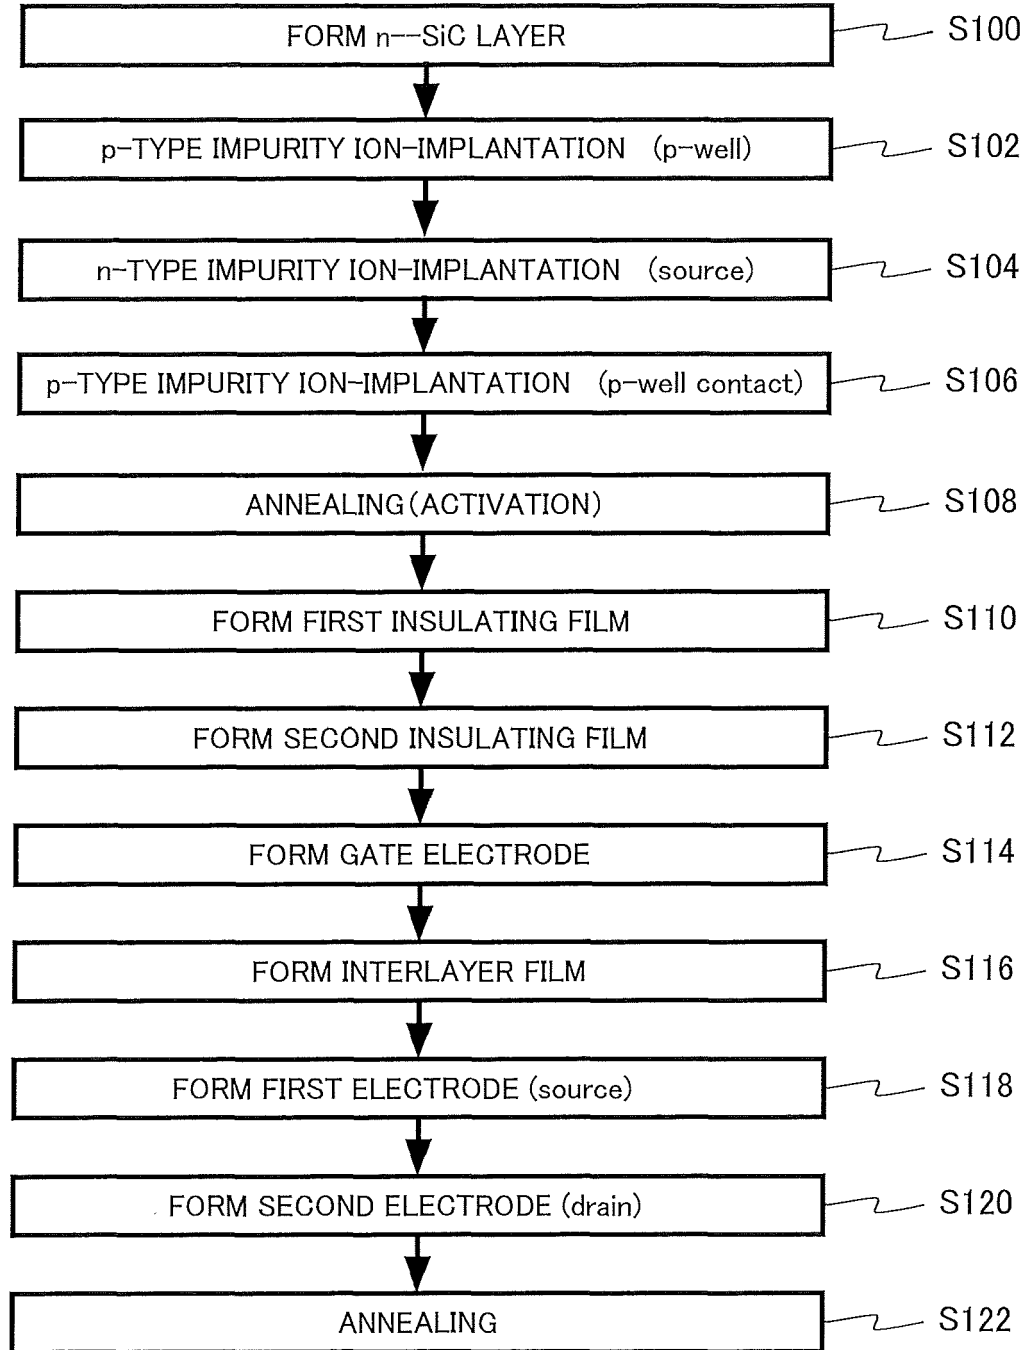 FORM n--SiC LAYER S100
p-TYPE IMPURITY ION-IMPLANTATION (p-well) S102
n-TYPE IMPURITY ION-IMPLANTATION (source) S104
p-TYPE IMPURITY ION-IMPLANTATION (p-well contact) S106
ANNEALING(ACTIVATION) S108
FORM FIRST INSULATING FILM S110
FORM SECOND INSULATING FILM S112
FORM GATE ELECTRODE S114
FORM INTERLAYER FILM S116
FORM FIRST ELECTRODE (source) S118
FORM SECOND ELECTRODE (drain) S120
ANNEALING S122